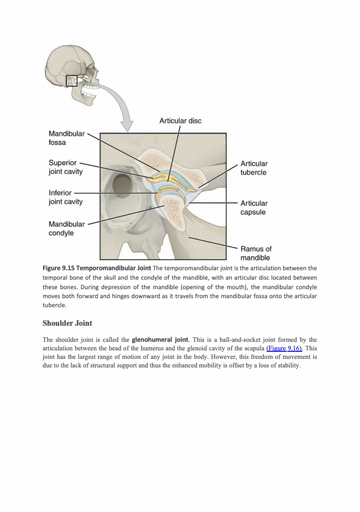 Articular disc
Mandibular
fossa
Superior
joint cavity
Articular
tubercle
Inferior
joint cavity
Articular
capsule
Mandibular
condyle
Ramus of
mandible
Figure 9.15 Temporomandibular Joint The temporomandibular joint is the articulation between the
temporal bone of the skull and the condyle of the mandible, with an articular disc located between
these bones. During depression of the mandible (opening of the mouth), the mandibular condyle
moves both forward and hinges downward as it travels from the mandibular fossa onto the articular
tubercle.
Shoulder Joint
The shoulder joint is called the glenohumeral joint. This is a ball-and-socket joint formed by the
articulation between the head of the humerus and the glenoid cavity of the scapula (Figure 9.16). This
joint has the largest range of motion of any joint in the body. However, this freedom of movement is
due to the lack of structural support and thus the enhanced mobility is offset by a loss of stability.